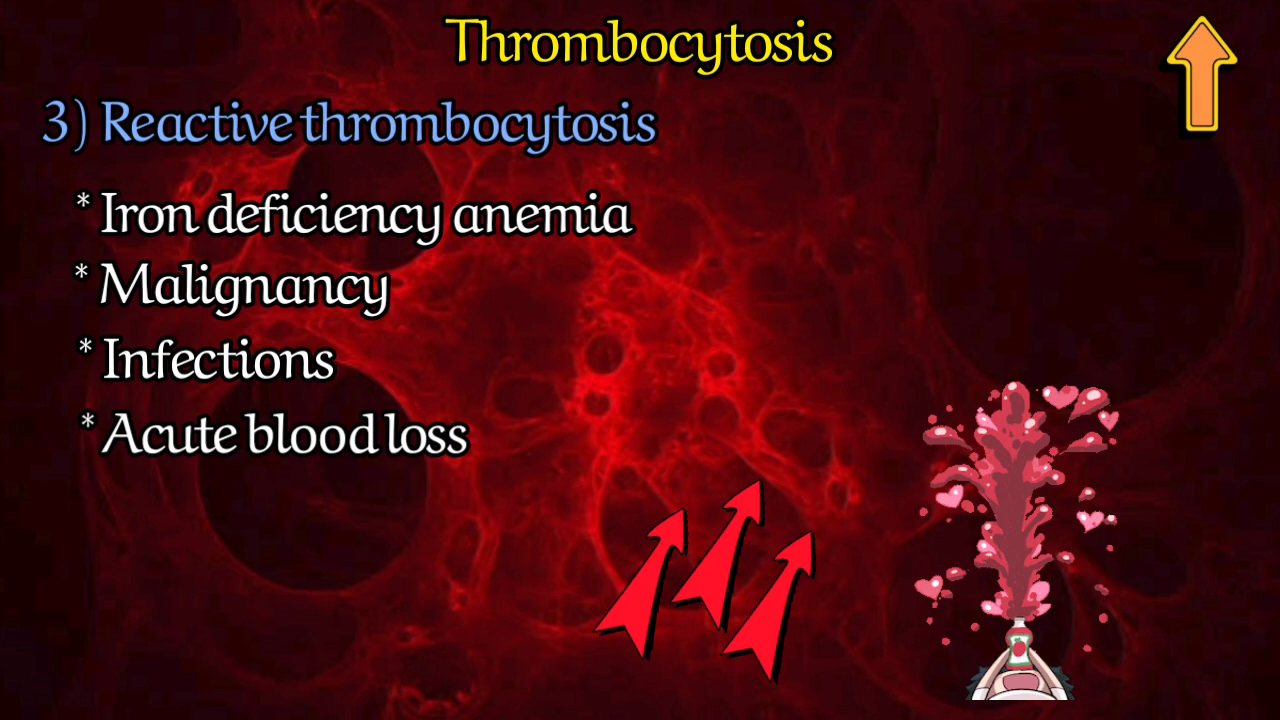 Thrombocytosis
3) Reactive thrombocytosis
* Iron deficiency anemia
* Malignancy
* Infections
* Acute blood loss